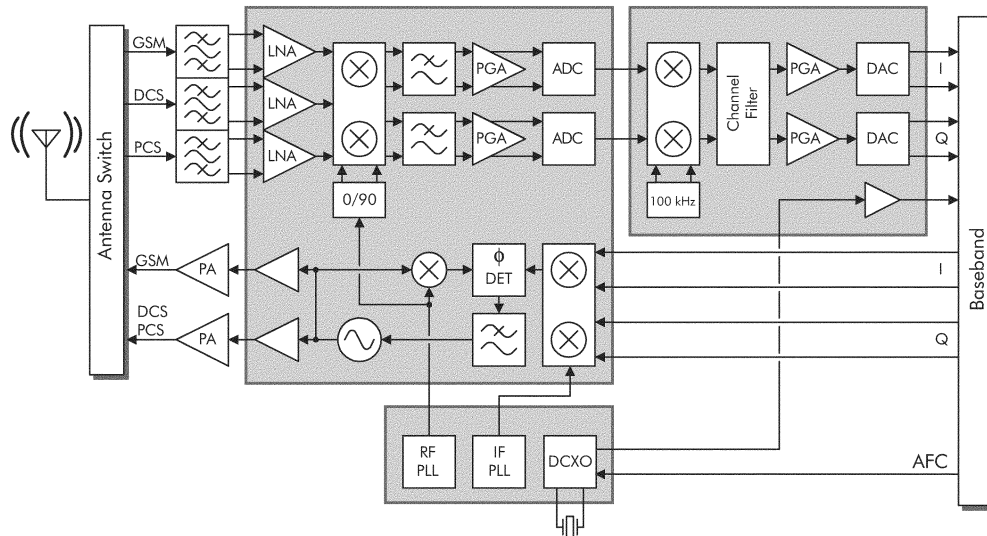 GSM
DCS
PCS
Antenna Switch
LNA
LNA
LNA
PGA
PGA
ADC
ADC
0/90
Channel
Filter
100 kHz
PGA
PGA
DAC
DAC
I
Q
Baseband
GSM
DCS
PCS
PA
PA
ϕ
DET
I
Q
RF
PLL
IF
PLL
DCXO
AFC